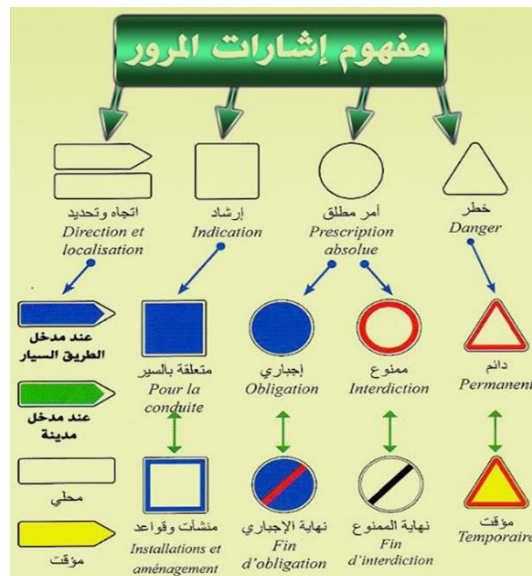 مفهوم إشارات المرور
خطر
Danger
أمر مطلق
Prescription
absolue
إرشاد
Indication
اتجاه وتحديد
Direction et
localisation
دائم
Permanent
ممنوع
Interdiction
إجباري
Obligation
متعلقة بالسير
Pour la
conduite
عند مدخل
الطريق السيار
عند مدخل
مدينة
محلي
مؤقت
مؤقت
Temporaire
نهاية الممنوع
Fin
d'interdiction
نهاية الإجباري
Fin
d'obligation
منشآت وقواعد
Installations et
aménagement